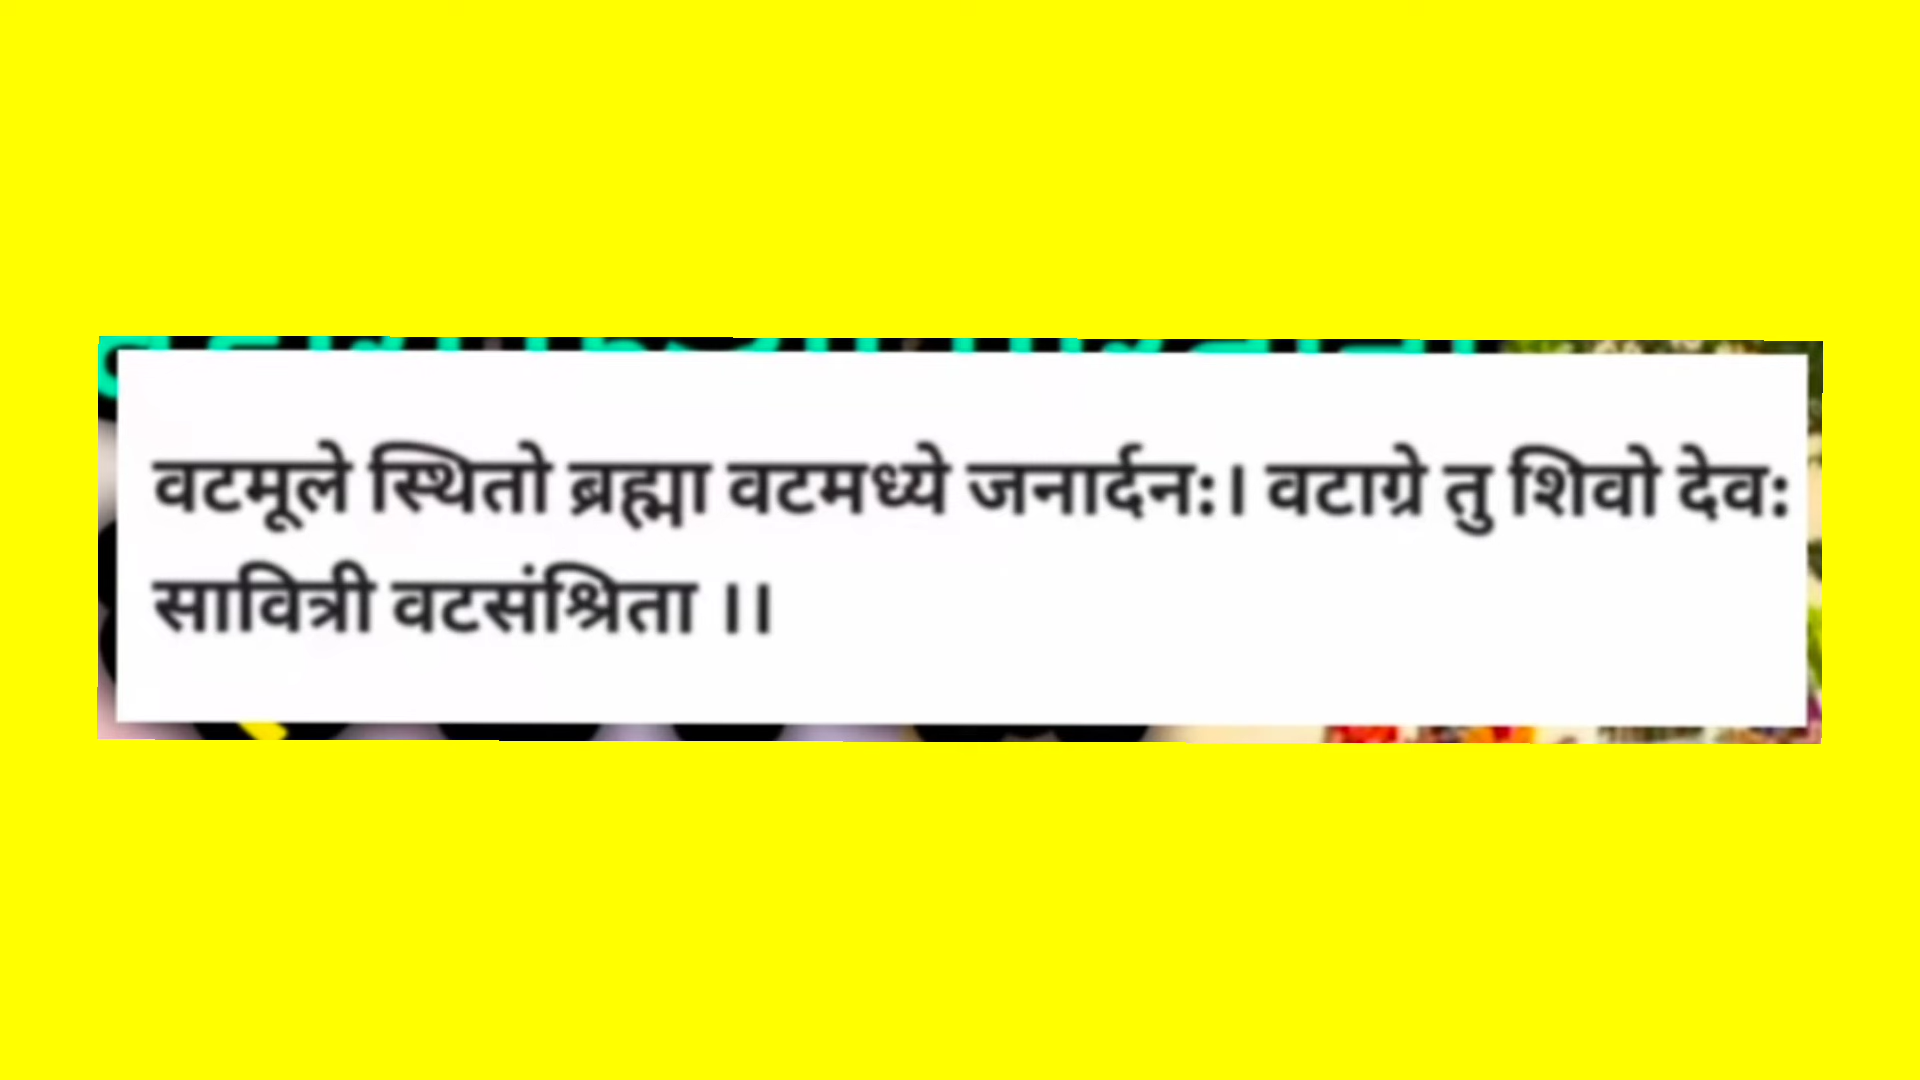 वटमूले स्थितो ब्रह्मा वटमध्ये जनार्दन:। वटाग्रे तु शिवो देव:
सावित्री वटसंश्रिता ।।